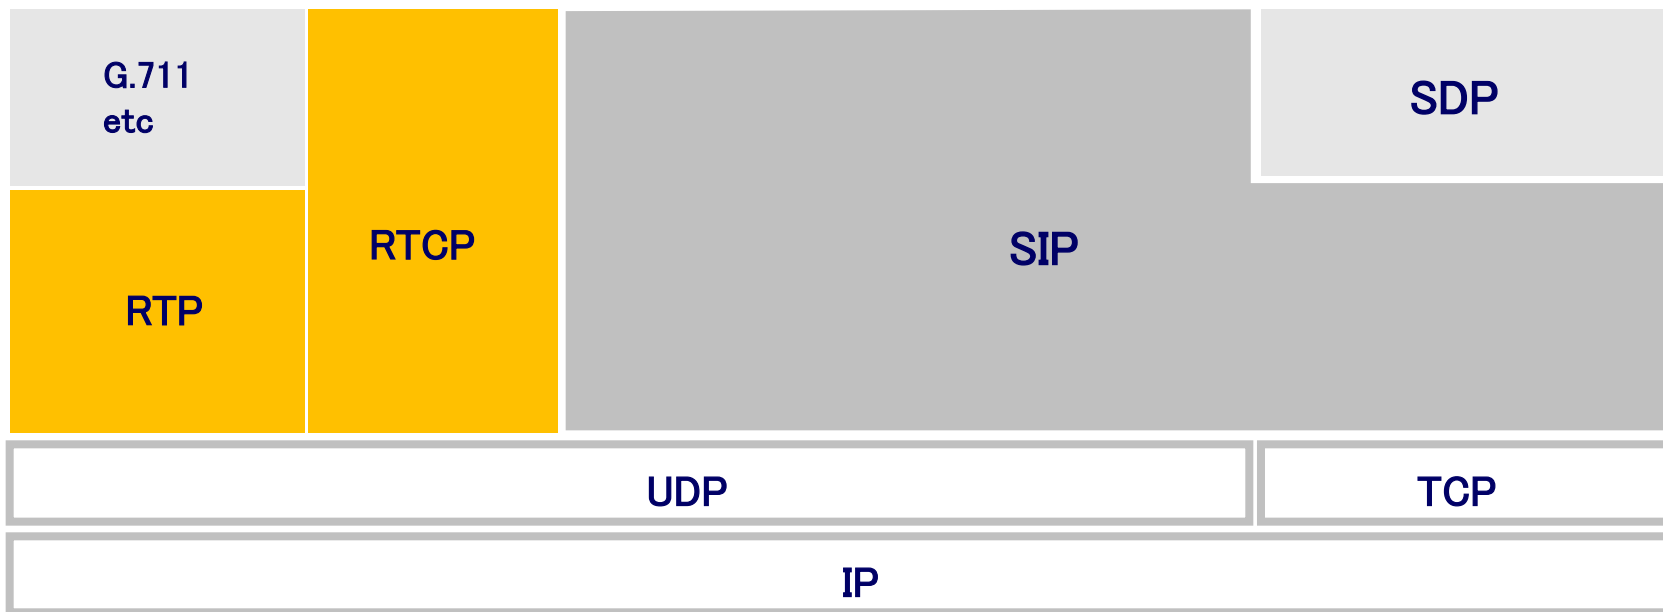 G.711
etc
SDP
RTCP
SIP
RTP
UDP
TCP
IP